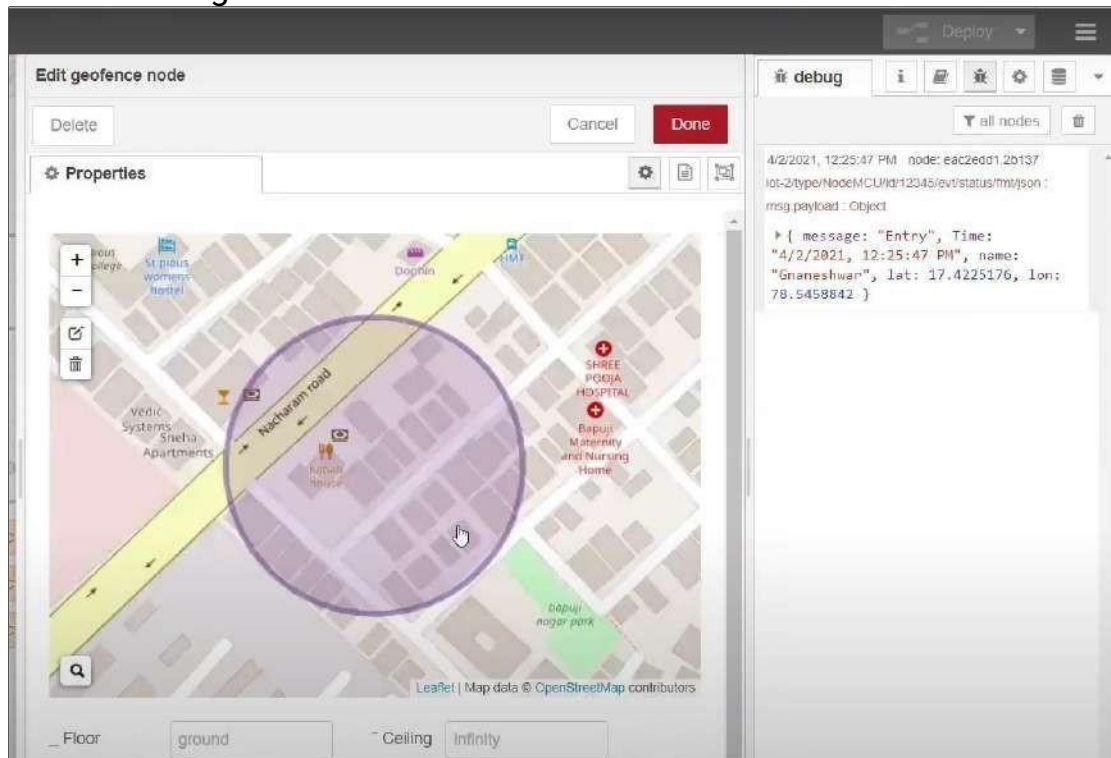 Deploy
Edit geofence node
Delete
Cancel
Done
Properties
St pious
womens
hostel
Dolphin
HMT
SHREE
POOJA
HOSPITAL
Bapuji
Maternity
and Nursing
Home
Nacharam road
Vedic
Systems
Sneha
Apartments
kabab
house
bapuji
nagar park
Leaflet | Map data © OpenStreetMap contributors
Floor
ground
Ceiling
infinity
debug
all nodes
4/2/2021, 12:25:47 PM node: eac2edd1.2b137
iot-2/type/NodeMCU/id/12345/evt/status/fmt/json :
msg.payload : Object
{ message: "Entry", Time:
"4/2/2021, 12:25:47 PM", name:
"Gnaneshwar", lat: 17.4225176, lon:
78.5458842 }